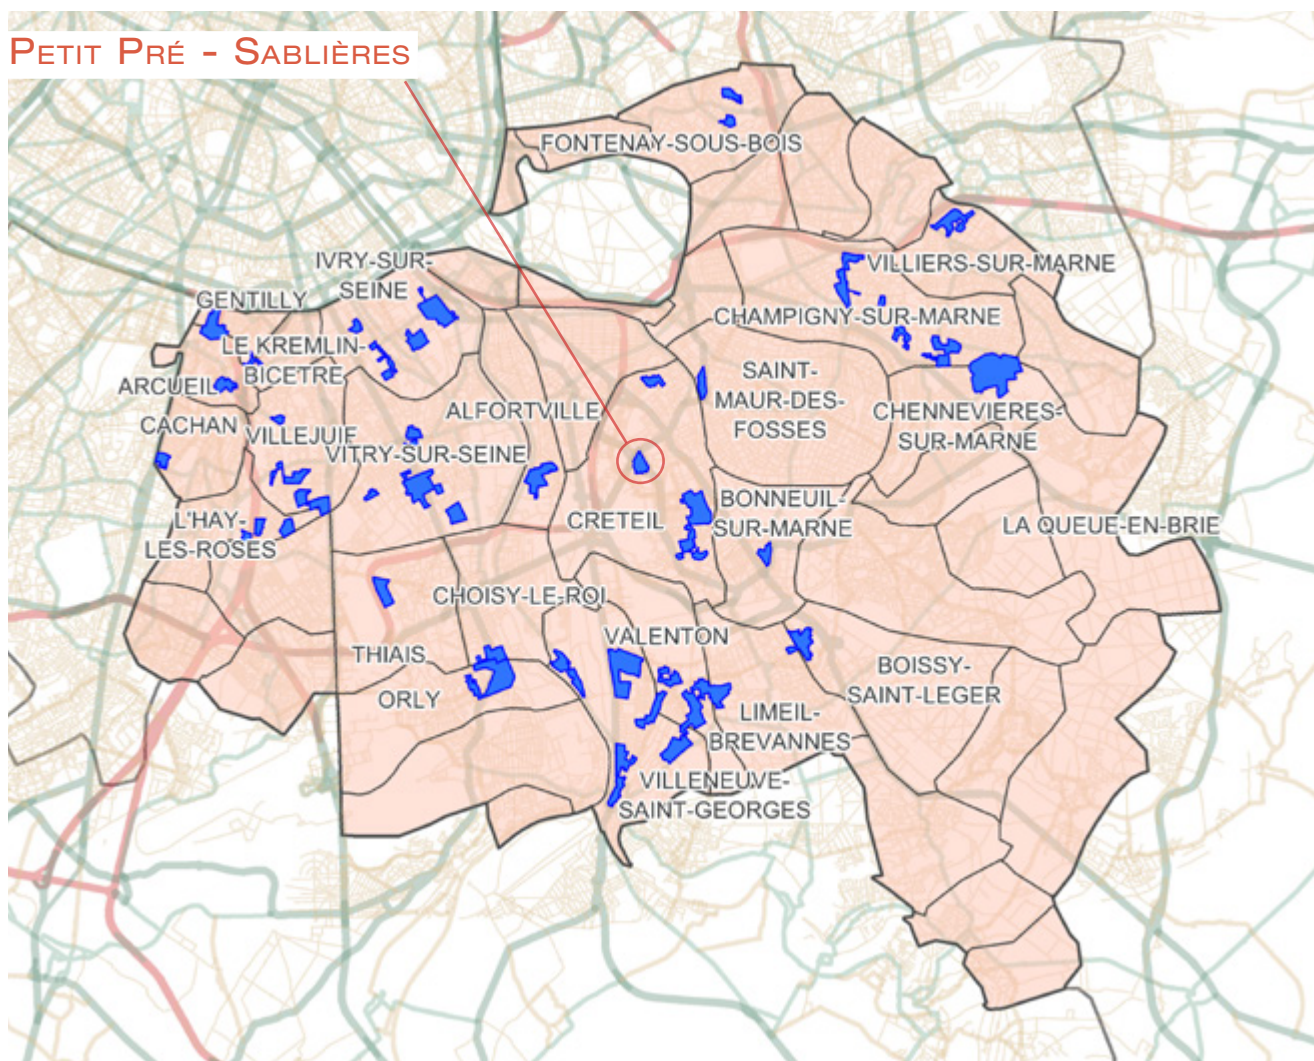 PETIT PRÉ - SABLIÈRES
FONTENAY-SOUS-BOIS
IVRY-SUR-
SEINE
VILLIERS-SUR-MARNE
GENTILLY
CHAMPIGNY-SUR-MARNE
LE KREMLIN-
BICETRE
ARCUEIL
SAINT-
MAUR-DES-
FOSSES
ALFORTVILLE
CHENNEVIERES-
SUR-MARNE
CACHAN
VILLEJUIF
VITRY-SUR-SEINE
BONNEUIL-
SUR-MARNE
CRETEIL
LA QUEUE-EN-BRIE
L'HAY-
LES-ROSES
CHOISY-LE-ROI
VALENTON
THIAIS
BOISSY-
SAINT-LEGER
ORLY
LIMEIL-
BREVANNES
VILLENEUVE-
SAINT-GEORGES